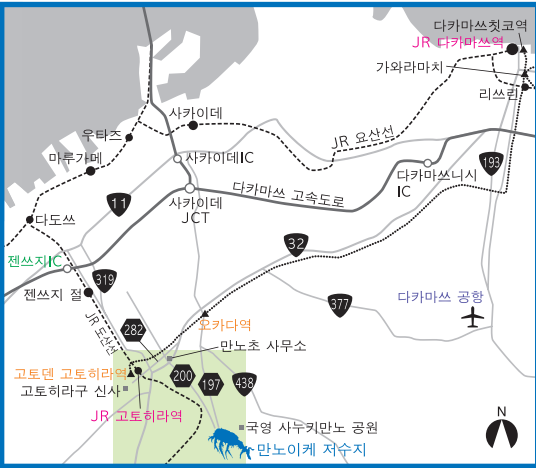 다카마쓰칫코역
JR 다카마쓰역
가와라마치
리쓰린
사카이데
우타즈
JR 요산선
마루가메
사카이데IC
193
다카마쓰니시
IC
다카마쓰 고속도로
사카이데
JCT
11
다도쓰
32
젠쓰지IC
319
377
다카마쓰 공항
젠쓰지 절
JR 도산선
282
오카다역
만노초 사무소
고토덴 고토히라역
200
197
438
고토히라구 신사
JR 고토히라역
국영 사누키만노 공원
만노이케 저수지
N